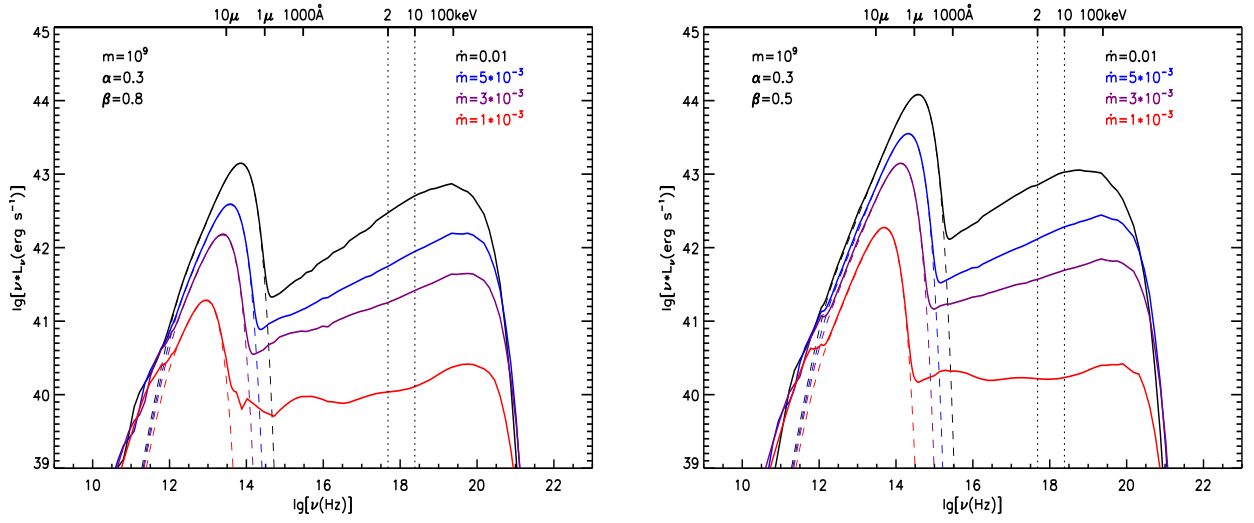 10μ 1μ 1000Å 2 10 100keV
45
m=10⁹
α=0.3
β=0.8
ṁ=0.01
ṁ=5*10⁻³
ṁ=3*10⁻³
ṁ=1*10⁻³
44
43
42
41
40
39
lg[ν*Lν(erg s⁻¹)]
10 12 14 16 18 20 22
lg[ν(Hz)]
10μ 1μ 1000Å 2 10 100keV
45
m=10⁹
α=0.3
β=0.5
ṁ=0.01
ṁ=5*10⁻³
ṁ=3*10⁻³
ṁ=1*10⁻³
44
43
42
41
40
39
lg[ν*Lν(erg s⁻¹)]
10 12 14 16 18 20 22
lg[ν(Hz)]